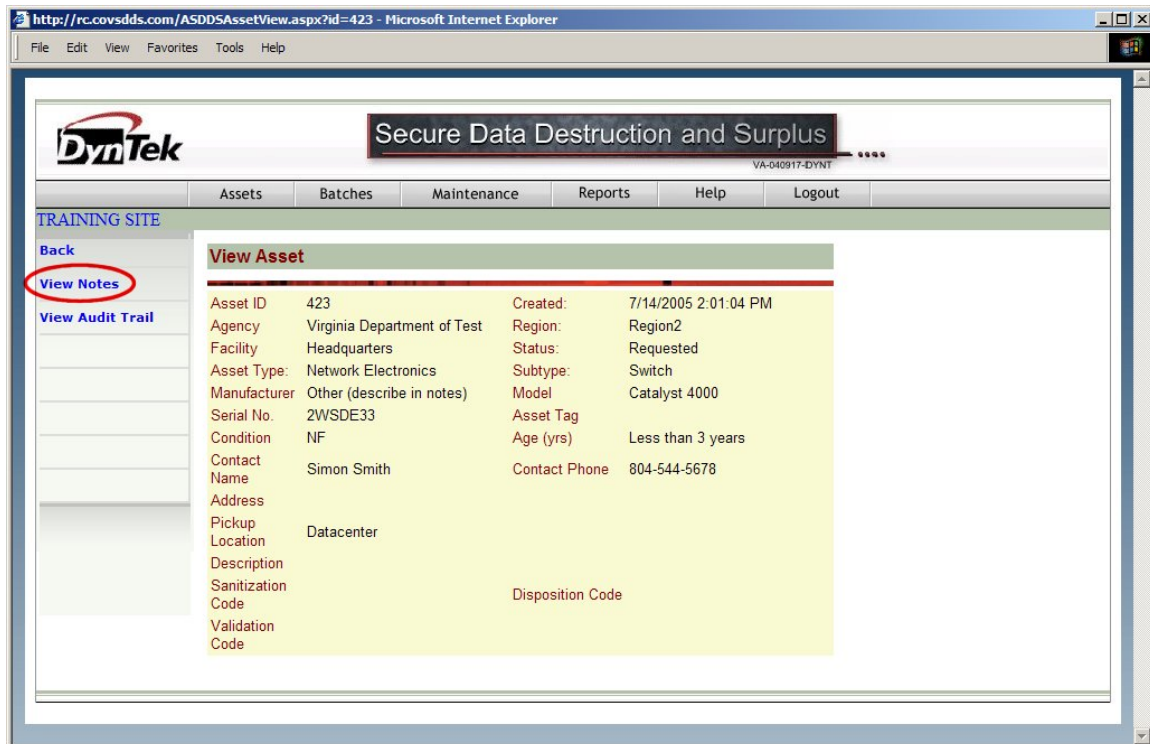 http://rc.covsdds.com/ASDDSAssetView.aspx?id=423 - Microsoft Internet Explorer
File Edit View Favorites Tools Help
DynTek
Secure Data Destruction and Surplus
VA-040917-DYNT
Assets Batches Maintenance Reports Help Logout
TRAINING SITE
Back
View Notes
View Audit Trail
View Asset
Asset ID 423 Created: 7/14/2005 2:01:04 PM
Agency Virginia Department of Test Region: Region2
Facility Headquarters Status: Requested
Asset Type: Network Electronics Subtype: Switch
Manufacturer Other (describe in notes) Model Catalyst 4000
Serial No. 2WSDE33 Asset Tag
Condition NF Age (yrs) Less than 3 years
Contact
Name Simon Smith Contact Phone 804-544-5678
Address
Pickup
Location Datacenter
Description
Sanitization
Code Disposition Code
Validation
Code